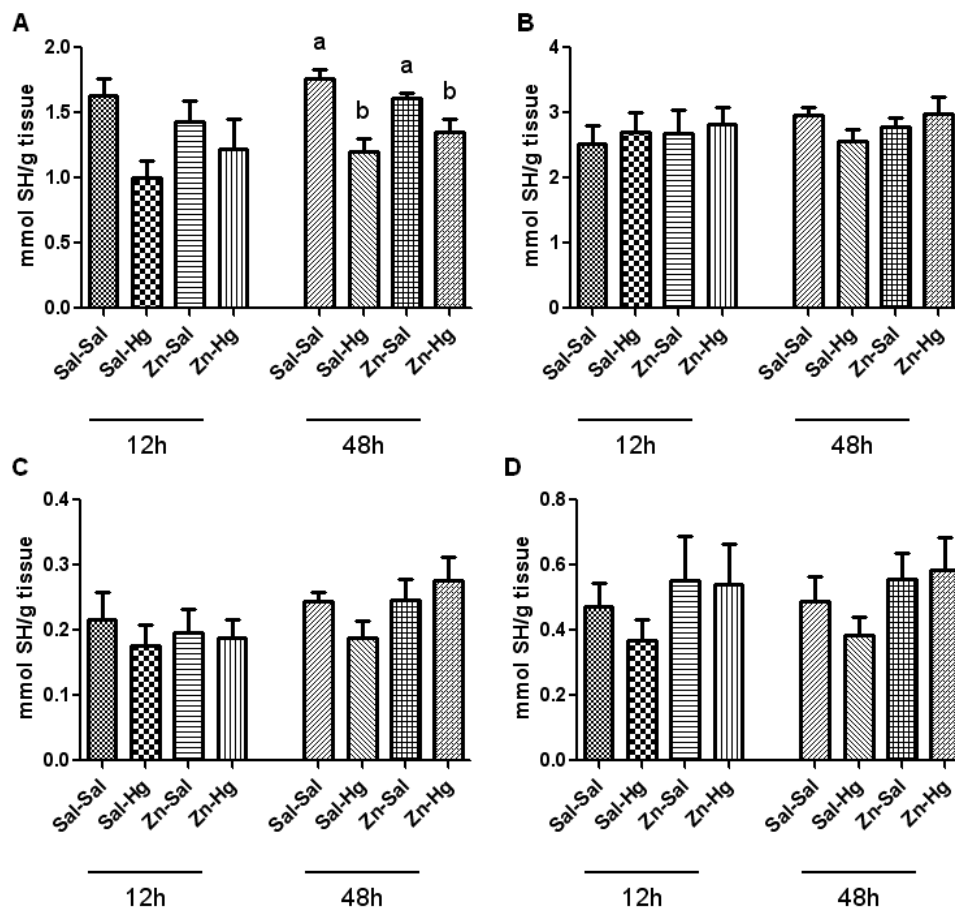 A
mmol SH/g tissue
2.0
1.5
1.0
0.5
0.0
a
b
a
b
Sal-Sal
Sal-Hg
Zn-Sal
Zn-Hg
Sal-Sal
Sal-Hg
Zn-Sal
Zn-Hg
12h
48h
B
mmol SH/g tissue
4
3
2
1
0
Sal-Sal
Sal-Hg
Zn-Sal
Zn-Hg
Sal-Sal
Sal-Hg
Zn-Sal
Zn-Hg
12h
48h
C
mmol SH/g tissue
0.4
0.3
0.2
0.1
0.0
Sal-Sal
Sal-Hg
Zn-Sal
Zn-Hg
Sal-Sal
Sal-Hg
Zn-Sal
Zn-Hg
12h
48h
D
mmol SH/g tissue
0.8
0.6
0.4
0.2
0.0
Sal-Sal
Sal-Hg
Zn-Sal
Zn-Hg
Sal-Sal
Sal-Hg
Zn-Sal
Zn-Hg
12h
48h